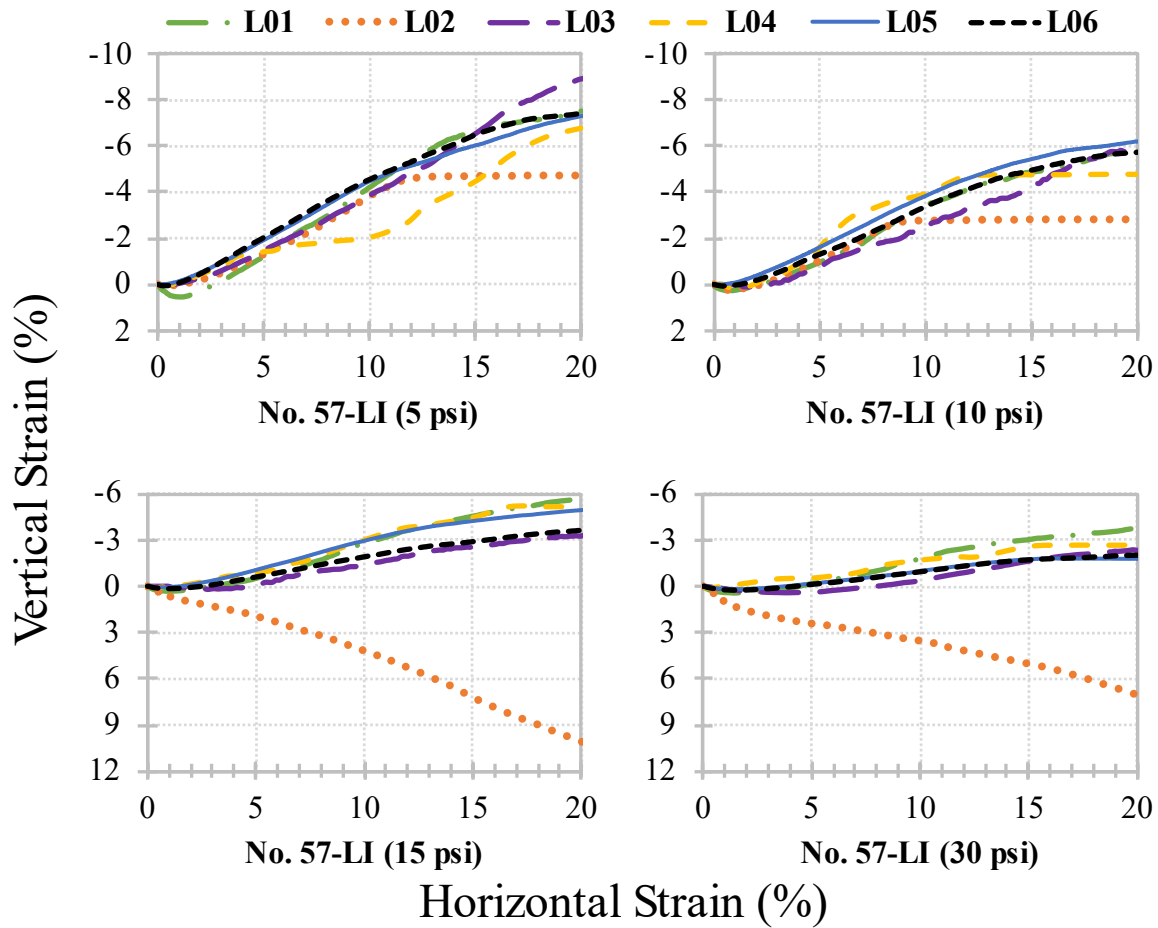 L01 L02 L03 L04 L05 L06
-10
-8
-6
-4
-2
0
2
0 5 10 15 20
No. 57-LI (5 psi)
-10
-8
-6
-4
-2
0
2
0 5 10 15 20
No. 57-LI (10 psi)
Vertical Strain (%)
-6
-3
0
3
6
9
12
0 5 10 15 20
No. 57-LI (15 psi)
-6
-3
0
3
6
9
12
0 5 10 15 20
No. 57-LI (30 psi)
Horizontal Strain (%)